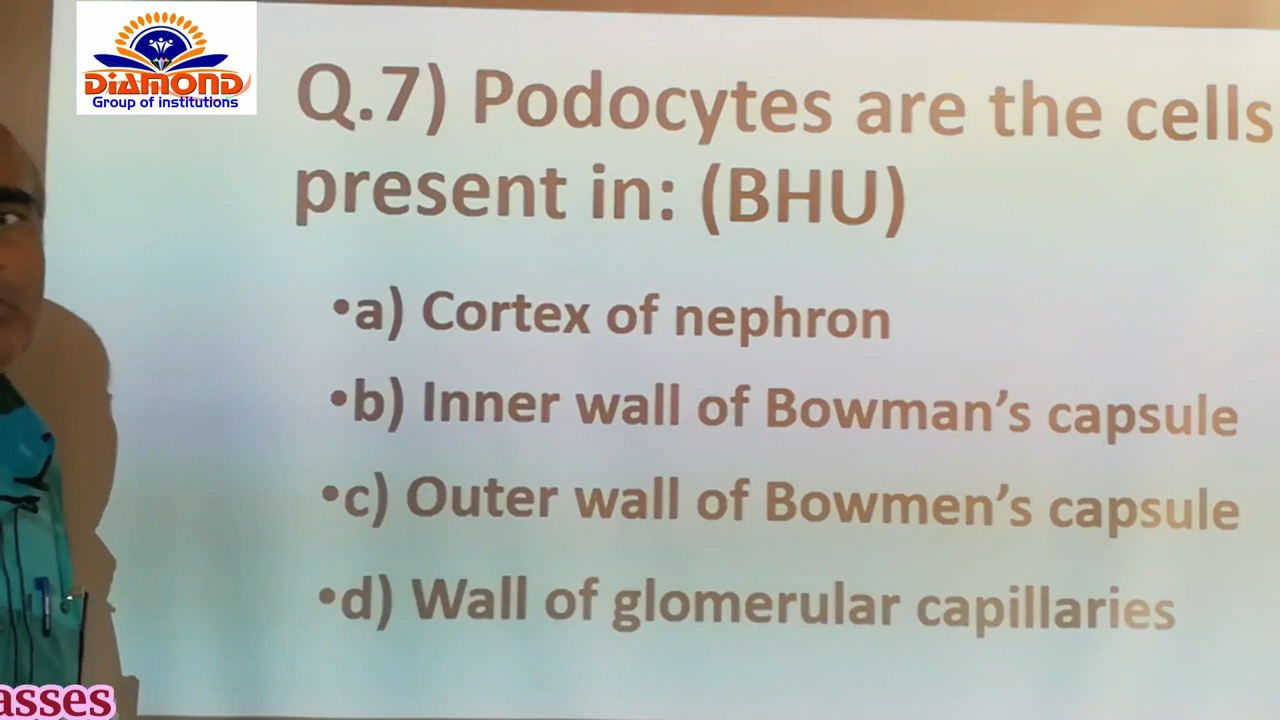 DIAMOND
Group of institutions
Q.7) Podocytes are the cells
present in: (BHU)
•a) Cortex of nephron
•b) Inner wall of Bowman’s capsule
•c) Outer wall of Bowmen’s capsule
•d) Wall of glomerular capillaries
asses